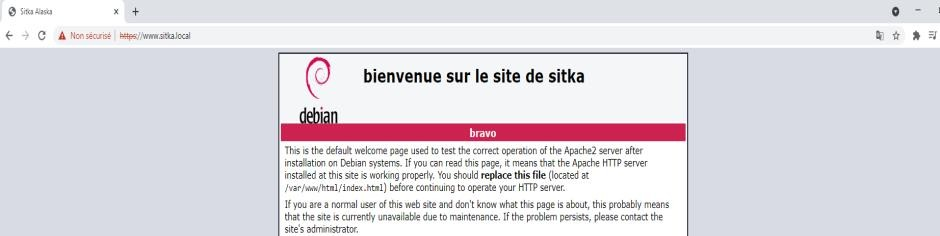 Sitka Alaska
Non sécurisé | https://www.sitka.local
bienvenue sur le site de sitka
debian
bravo
This is the default welcome page used to test the correct operation of the Apache2 server after
installation on Debian systems. If you can read this page, it means that the Apache HTTP server
installed at this site is working properly. You should replace this file (located at
/var/www/html/index.html) before continuing to operate your HTTP server.
If you are a normal user of this web site and don't know what this page is about, this probably means
that the site is currently unavailable due to maintenance. If the problem persists, please contact the
site's administrator.